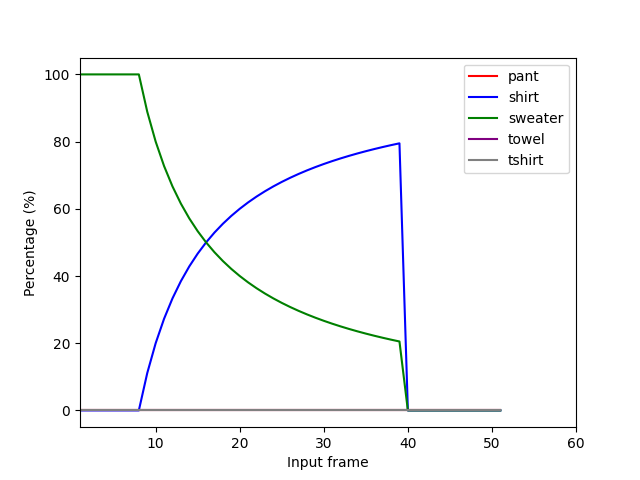 100
80
60
40
20
0
Percentage (%)
pant
shirt
sweater
towel
tshirt
10 20 30 40 50 60
Input frame